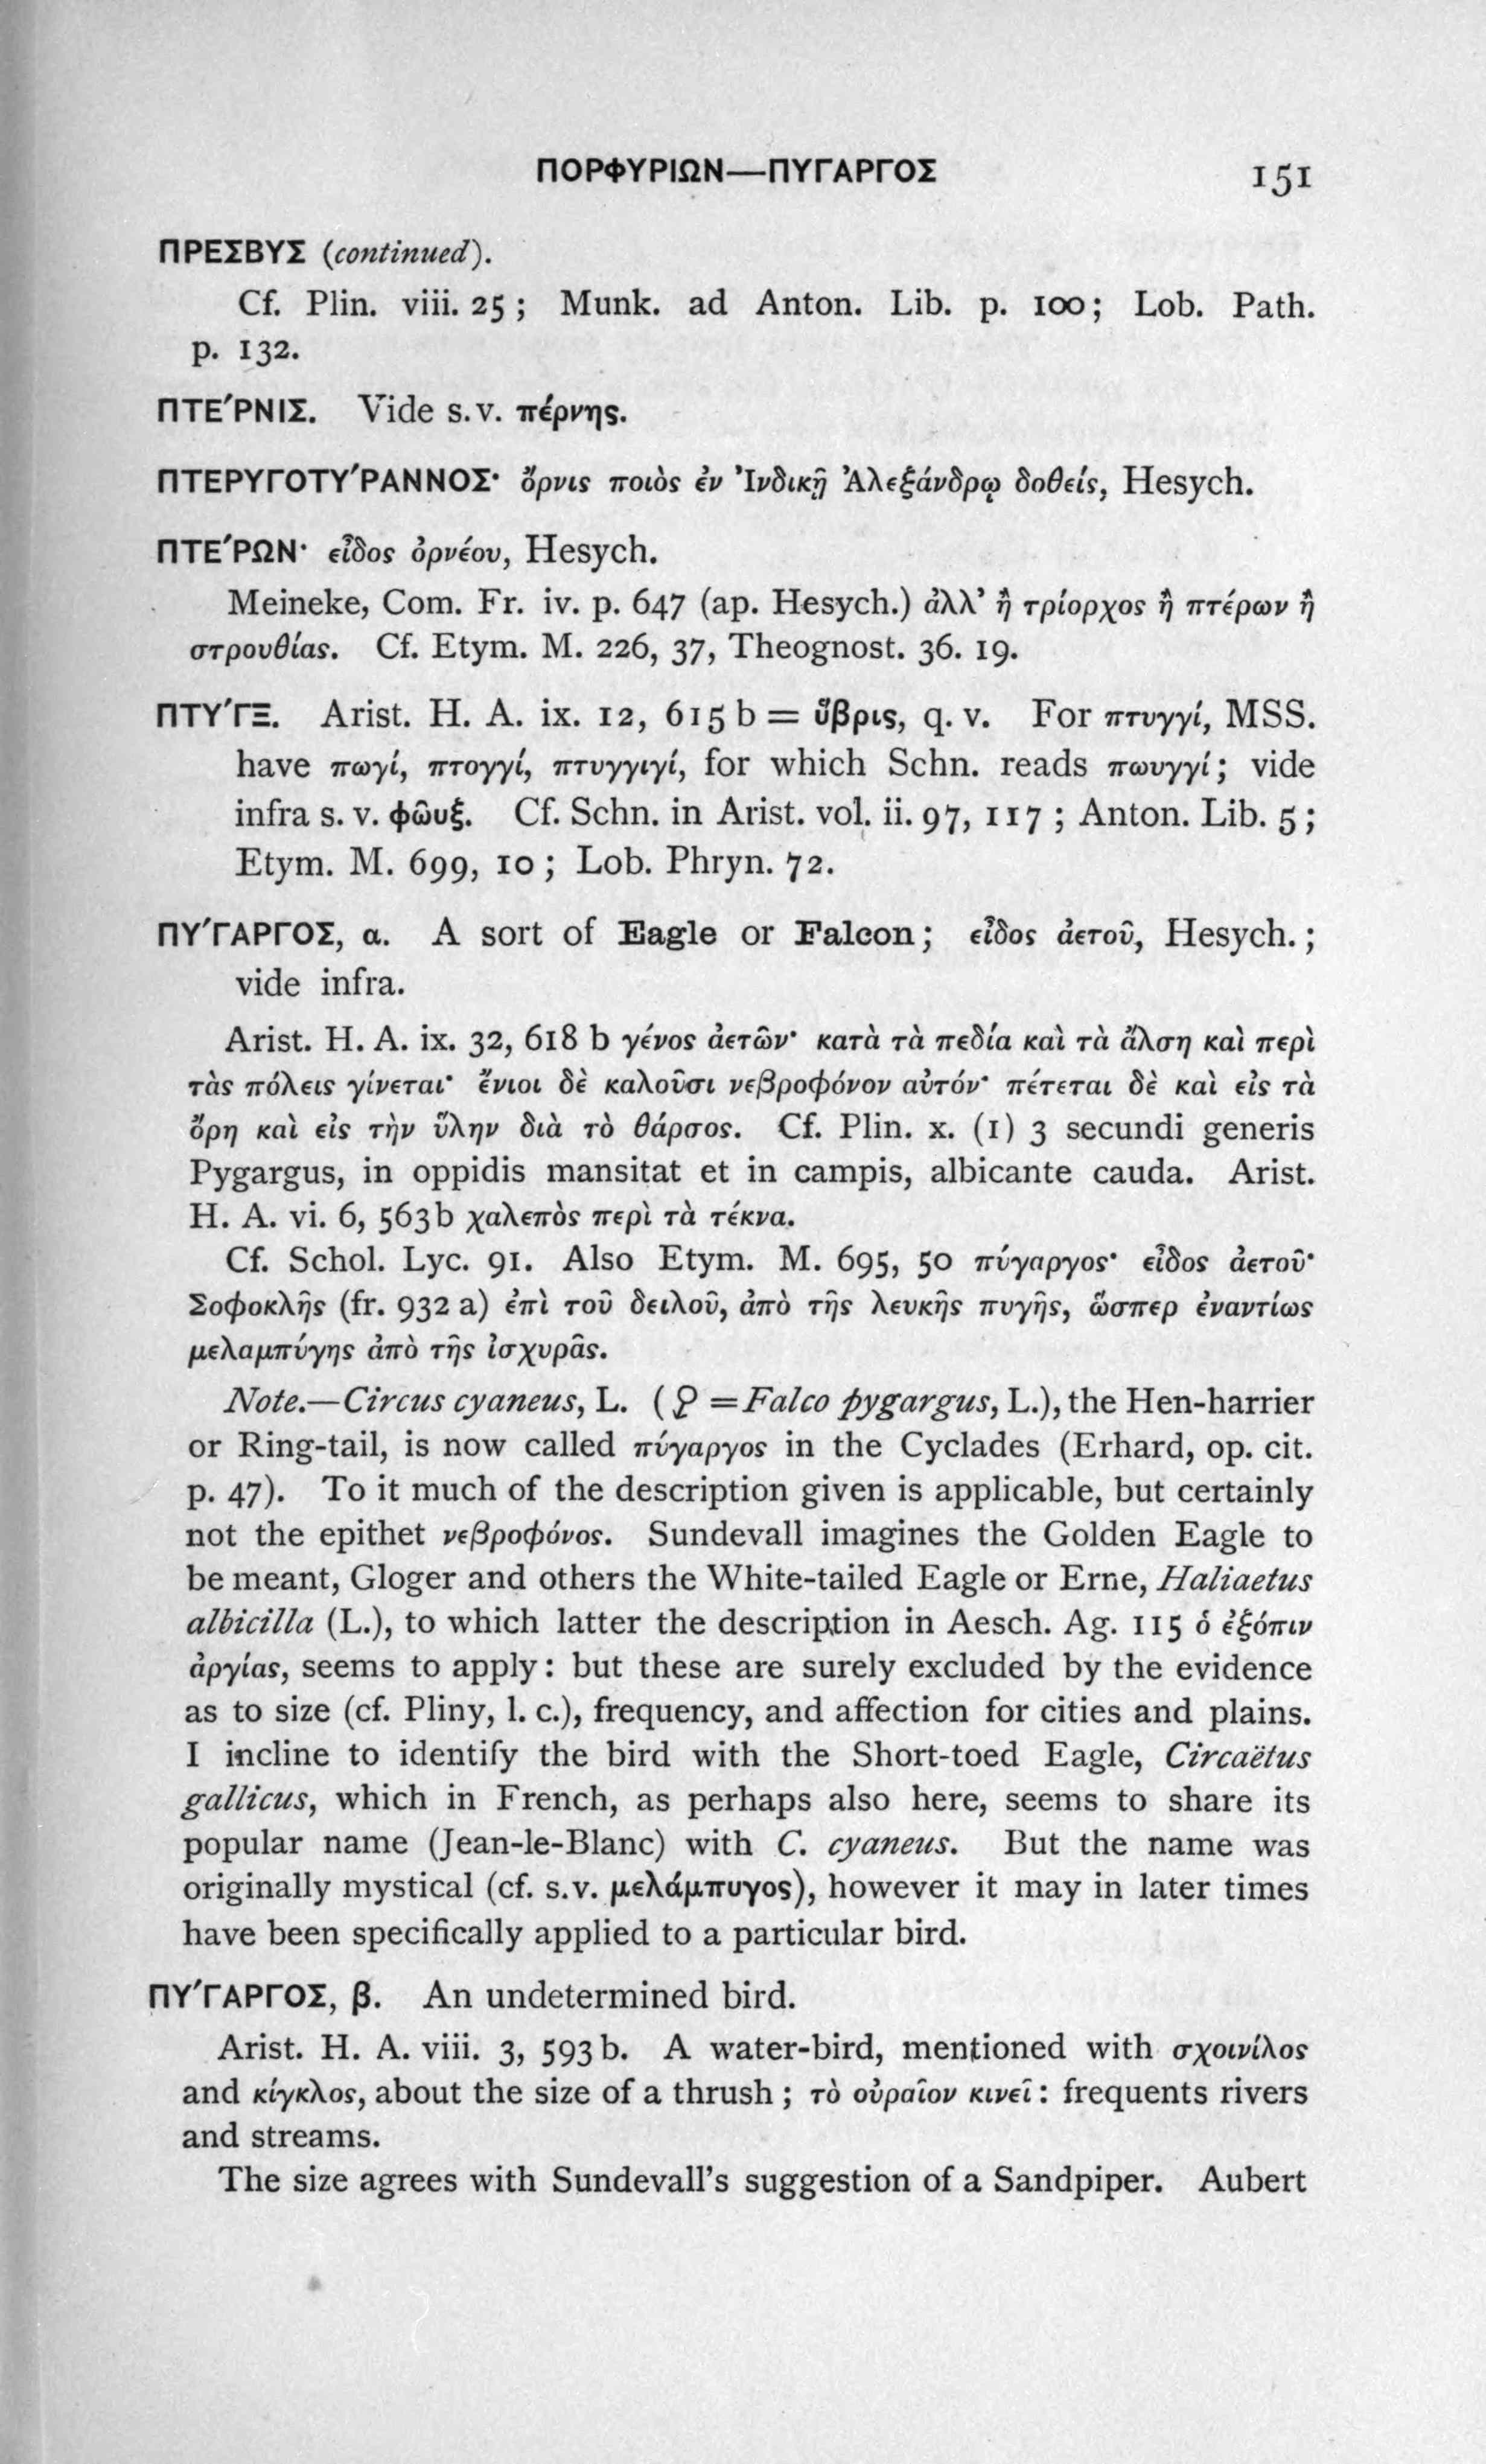 ΠΟΡΦΥΡΙΩΝ—ΠΥΓΑΡΓΟΣ 151
ΠΡΕΣΒΥΣ (continued).
Cf. Plin. viii. 25; Munk. ad Anton. Lib. p. 100; Lob. Path.
p. 132.
ΠΤΕ´ΡΝΙΣ. Vide s.v. πέρνης.
ΠΤΕΡΥΓΟΤΥ´ΡΑΝΝΟΣ· ὄρνις ποιὸς ἐν Ἰνδικῇ Ἀλεξάνδρῳ δοθείς, Hesych.
ΠΤΕ´ΡΩΝ· εἶδος ὀρνέου, Hesych.
Meineke, Com. Fr. iv. p. 647 (ap. Hesych.) ἀλλ’ ἢ τρίορχος ἢ πτέρων ἢ
στρουθίας. Cf. Etym. M. 226, 37, Theognost. 36. 19.
ΠΤΥ´ΓΞ. Arist. H. A. ix. 12, 615 b = ὕβρις, q. v. For πτυγγί, MSS.
have πωγί, πτογγί, πτυγγιγί, for which Schn. reads πωυγγί; vide
infra s. v. φῶυξ. Cf. Schn. in Arist. vol. ii. 97, 117; Anton. Lib. 5;
Etym. M. 699, 10; Lob. Phryn. 72.
ΠΥ´ΓΑΡΓΟΣ, α. A sort of Eagle or Falcon; εἶδος ἀετοῦ, Hesych.;
vide infra.
Arist. H. A. ix. 32, 618 b γένος ἀετῶν· κατὰ τὰ πεδία καὶ τὰ ἄλση καὶ περὶ
τὰς πόλεις γίνεται· ἔνιοι δὲ καλοῦσι νεβροφόνον αὐτόν· πέτεται δὲ καὶ εἰς τὰ
ὄρη καὶ εἰς τὴν ὕλην διὰ τὸ θάρσος. Cf. Plin. x. (1) 3 secundi generis
Pygargus, in oppidis mansitat et in campis, albicante cauda. Arist.
H. A. vi. 6, 563b χαλεπὸς περὶ τὰ τέκνα.
Cf. Schol. Lyc. 91. Also Etym. M. 695, 50 πύγαργος· εἶδος ἀετοῦ·
Σοφοκλῆς (fr. 932 a) ἐπὶ τοῦ δειλοῦ, ἀπὸ τῆς λευκῆς πυγῆς, ὥσπερ ἐναντίως
μελαμπύγης ἀπὸ τῆς ἰσχυρᾶς.
Note.—Circus cyaneus, L. (♀ = Falco pygargus, L.), the Hen-harrier
or Ring-tail, is now called πύγαργος in the Cyclades (Erhard, op. cit.
p. 47). To it much of the description given is applicable, but certainly
not the epithet νεβροφόνος. Sundevall imagines the Golden Eagle to
be meant, Gloger and others the White-tailed Eagle or Erne, Haliaetus
albicilla (L.), to which latter the description in Aesch. Ag. 115 ὁ ἐξόπιν
ἀργίας, seems to apply: but these are surely excluded by the evidence
as to size (cf. Pliny, l. c.), frequency, and affection for cities and plains.
I incline to identify the bird with the Short-toed Eagle, Circaëtus
gallicus, which in French, as perhaps also here, seems to share its
popular name (Jean-le-Blanc) with C. cyaneus. But the name was
originally mystical (cf. s.v. μελάμπυγος), however it may in later times
have been specifically applied to a particular bird.
ΠΥ´ΓΑΡΓΟΣ, β. An undetermined bird.
Arist. H. A. viii. 3, 593b. A water-bird, mentioned with σχοινίλος
and κίγκλος, about the size of a thrush; τὸ οὐραῖον κινεῖ: frequents rivers
and streams.
The size agrees with Sundevall's suggestion of a Sandpiper. Aubert